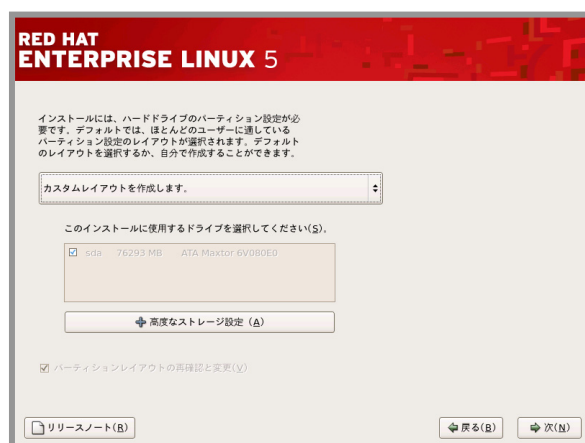 RED HAT
ENTERPRISE LINUX 5
インストールには、ハードドライブのパーティション設定が必
要です。デフォルトでは、ほとんどのユーザーに適している
パーティション設定のレイアウトが選択されます。デフォルト
のレイアウトを選択するか、自分で作成することができます。
カスタムレイアウトを作成します。
このインストールに使用するドライブを選択してください(S)。
sda 76293 MB ATA Maxtor 6V080E0
高度なストレージ設定 (A)
パーティションレイアウトの再確認と変更(V)
リリースノート(R) 戻る(B) 次(N)